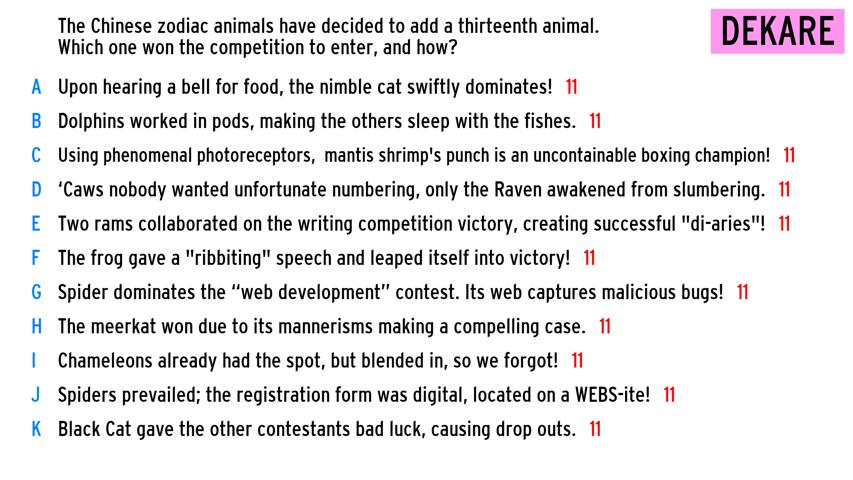 The Chinese zodiac animals have decided to add a thirteenth animal.
Which one won the competition to enter, and how?
DEKARE
A Upon hearing a bell for food, the nimble cat swiftly dominates! 11
B Dolphins worked in pods, making the others sleep with the fishes. 11
C Using phenomenal photoreceptors, mantis shrimp's punch is an uncontainable boxing champion! 11
D ‘Caws nobody wanted unfortunate numbering, only the Raven awakened from slumbering. 11
E Two rams collaborated on the writing competition victory, creating successful "di-aries"! 11
F The frog gave a "ribbiting" speech and leaped itself into victory! 11
G Spider dominates the “web development” contest. Its web captures malicious bugs! 11
H The meerkat won due to its mannerisms making a compelling case. 11
I Chameleons already had the spot, but blended in, so we forgot! 11
J Spiders prevailed; the registration form was digital, located on a WEBS-ite! 11
K Black Cat gave the other contestants bad luck, causing drop outs. 11